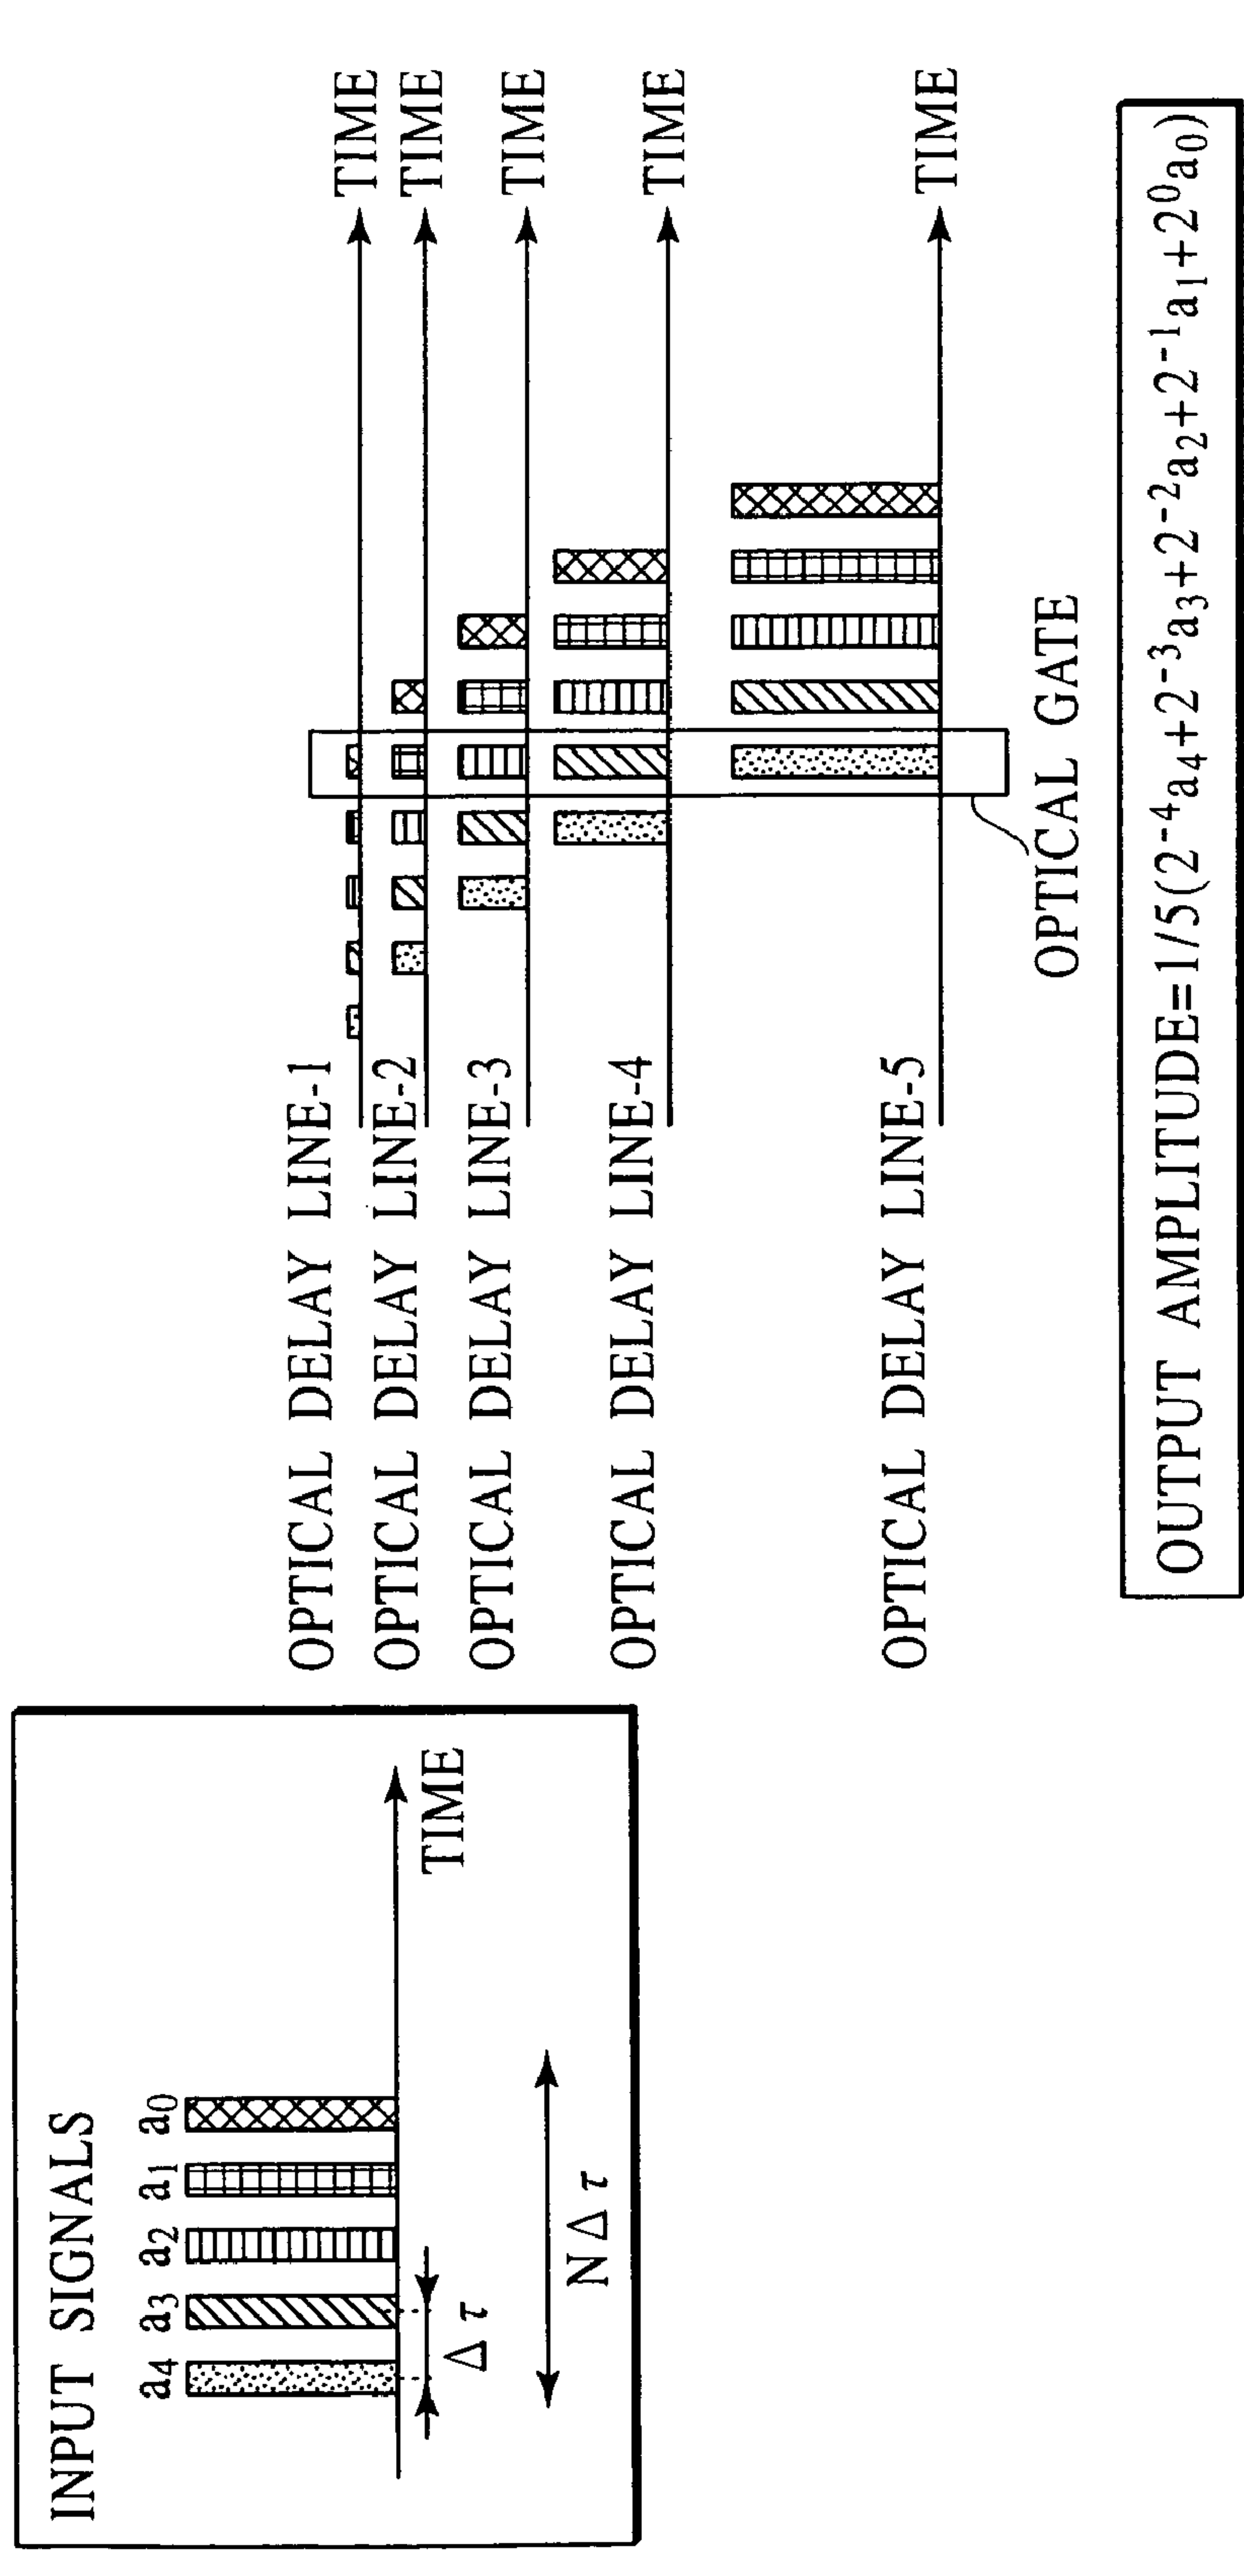 INPUT SIGNALS
a4 a3 a2 a1 a0
Δτ
NΔτ
TIME
OPTICAL DELAY LINE-1
TIME
OPTICAL DELAY LINE-2
TIME
OPTICAL DELAY LINE-3
TIME
OPTICAL DELAY LINE-4
TIME
OPTICAL DELAY LINE-5
TIME
OPTICAL GATE
OUTPUT AMPLITUDE=1/5(2⁻⁴a₄+2⁻³a₃+2⁻²a₂+2⁻¹a₁+2⁰a₀)